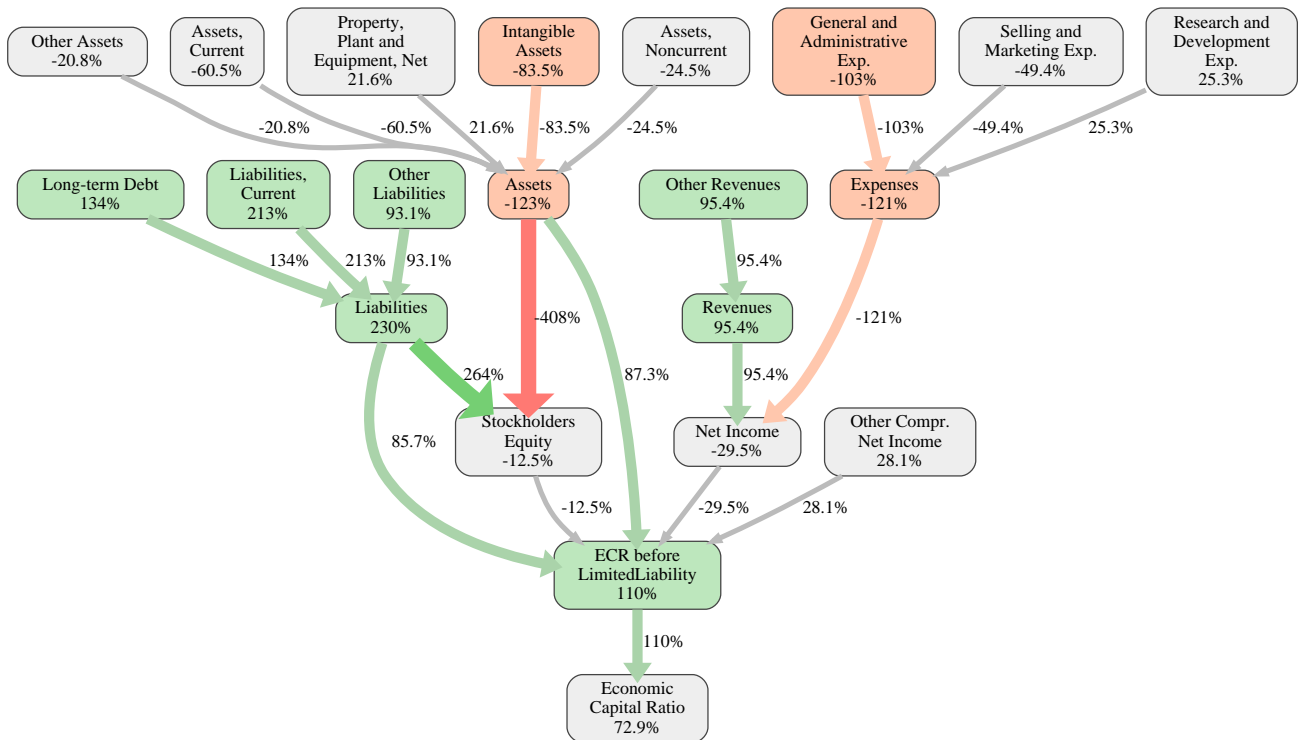 Other Assets
-20.8%
Assets,
Current
-60.5%
Property,
Plant and
Equipment, Net
21.6%
Intangible
Assets
-83.5%
Assets,
Noncurrent
-24.5%
General and
Administrative
Exp.
-103%
Selling and
Marketing Exp.
-49.4%
Research and
Development
Exp.
25.3%
-20.8%
-60.5%
21.6%
-83.5%
-24.5%
-103%
-49.4%
25.3%
Long-term Debt
134%
Liabilities,
Current
213%
Other
Liabilities
93.1%
Assets
-123%
Other Revenues
95.4%
Expenses
-121%
134%
213%
93.1%
95.4%
Liabilities
230%
-408%
Revenues
95.4%
-121%
264%
87.3%
95.4%
85.7%
Stockholders
Equity
-12.5%
Net Income
-29.5%
Other Compr.
Net Income
28.1%
-12.5%
-29.5%
28.1%
ECR before
LimitedLiability
110%
110%
Economic
Capital Ratio
72.9%